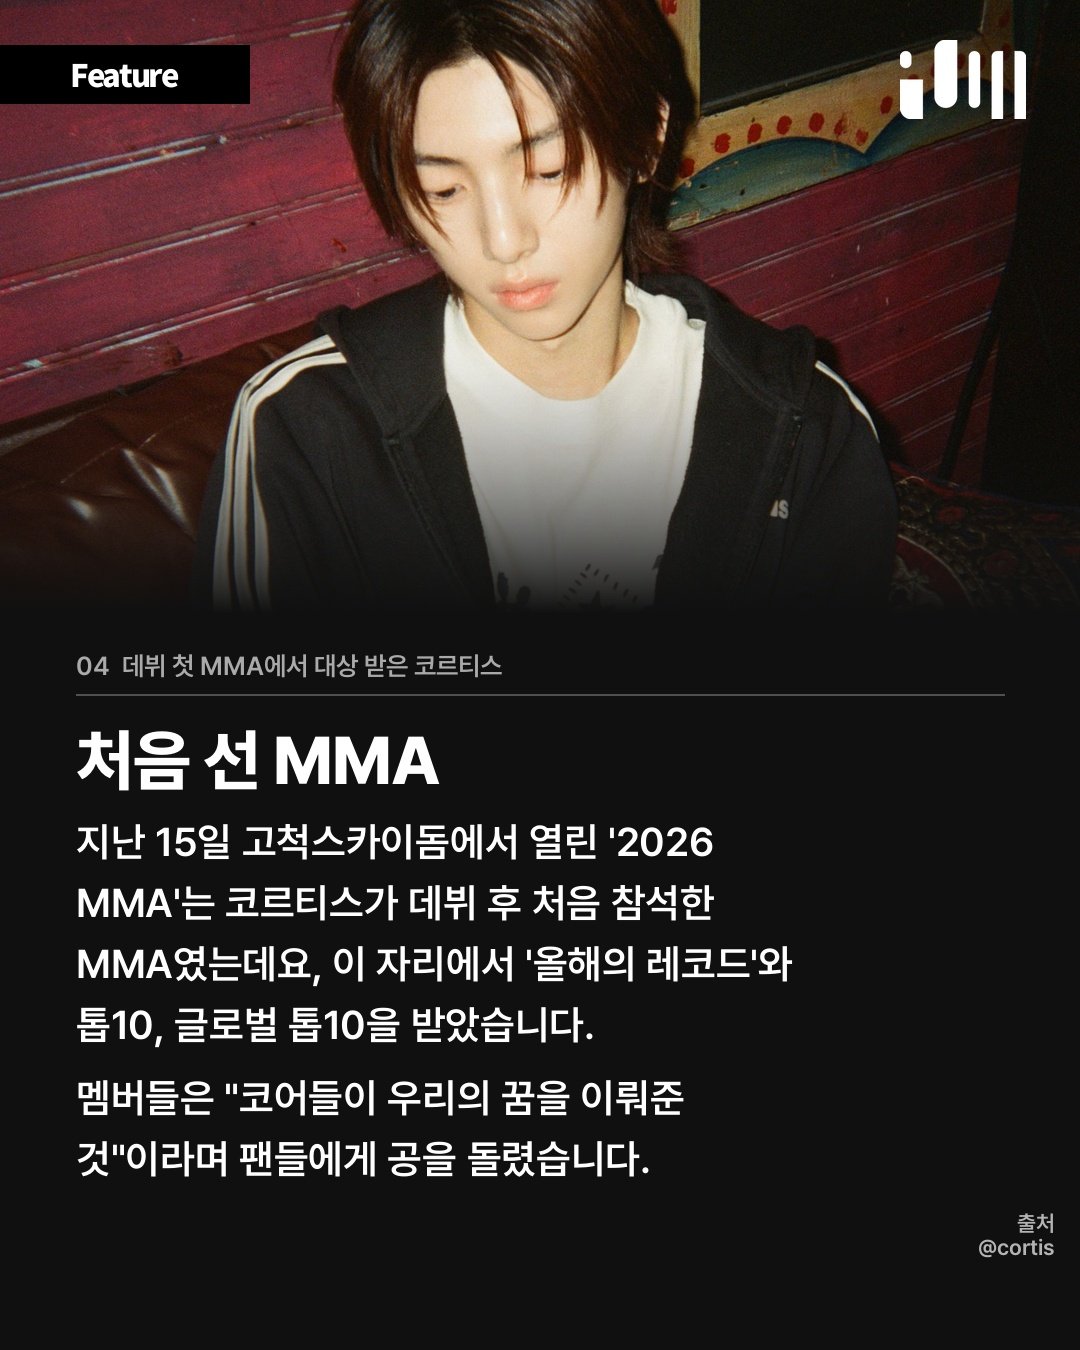 Feature
04 데뷔 첫 MMA에서 대상 받은 코르티스
처음 선 MMA
지난 15일 고척스카이돔에서 열린 '2026
MMA'는 코르티스가 데뷔 후 처음 참석한
MMA였는데요, 이 자리에서 '올해의 레코드'와
톱10, 글로벌 톱10을 받았습니다.
멤버들은 "코어들이 우리의 꿈을 이뤄준
것"이라며 팬들에게 공을 돌렸습니다.
출처
@cortis